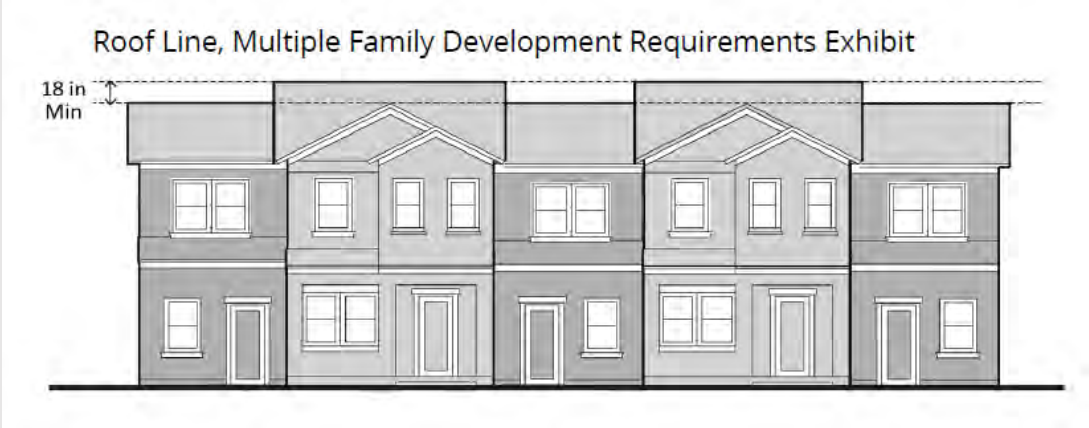 Roof Line, Multiple Family Development Requirements Exhibit
18 in
Min